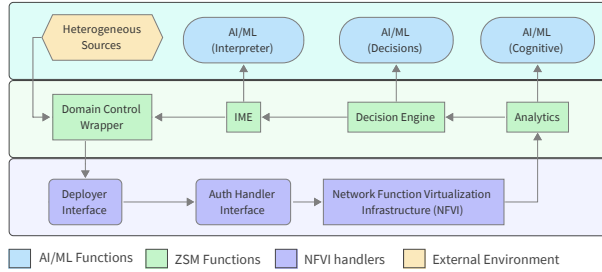 Heterogeneous
Sources
AI/ML
(Interpreter)
AI/ML
(Decisions)
AI/ML
(Cognitive)
Domain Control
Wrapper
IME
Decision Engine
Analytics
Deployer
Interface
Auth Handler
Interface
Network Function Virtualization
Infrastructure (NFVI)
AI/ML Functions
ZSM Functions
NFVI handlers
External Environment